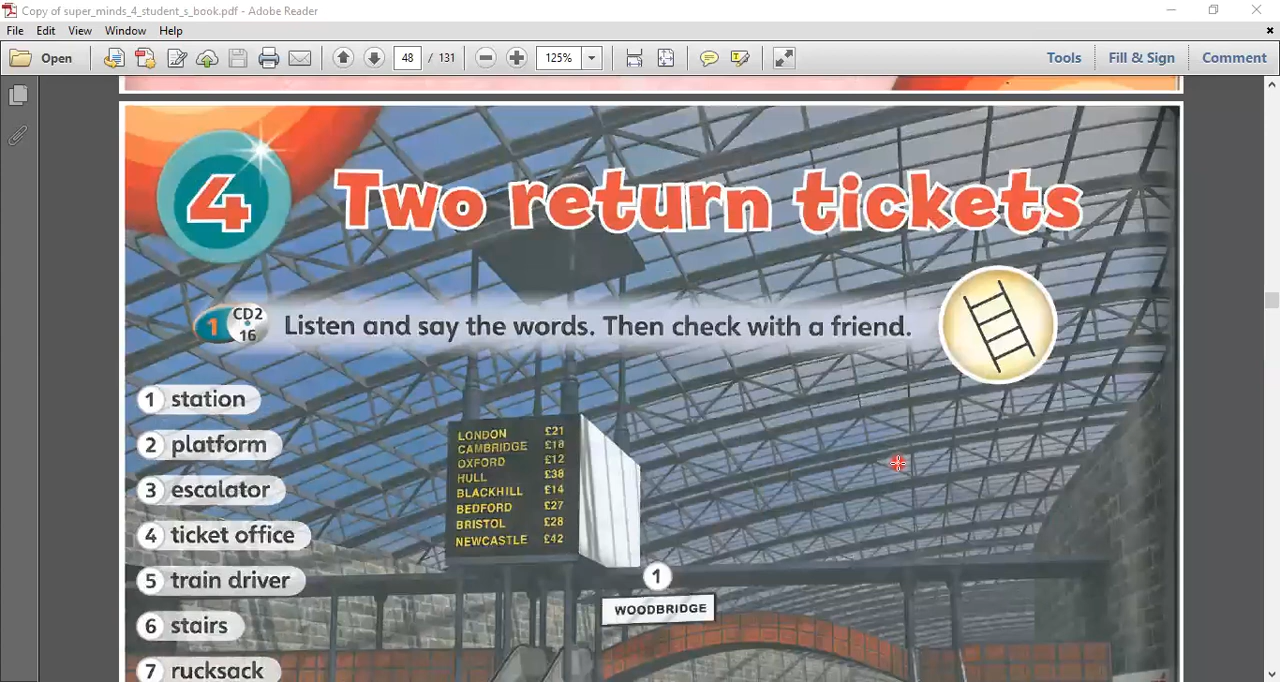 Copy of super_minds_4_student_s_book.pdf - Adobe Reader
File Edit View Window Help
Open 48 / 131 125% Tools Fill & Sign Comment
4 Two return tickets
1 CD2 16 Listen and say the words. Then check with a friend.
1 station
2 platform
3 escalator
4 ticket office
5 train driver
6 stairs
7 rucksack
LONDON £21
CAMBRIDGE £18
OXFORD £12
HULL £38
BLACKHILL £14
BEDFORD £27
BRISTOL £28
NEWCASTLE £42
1
WOODBRIDGE